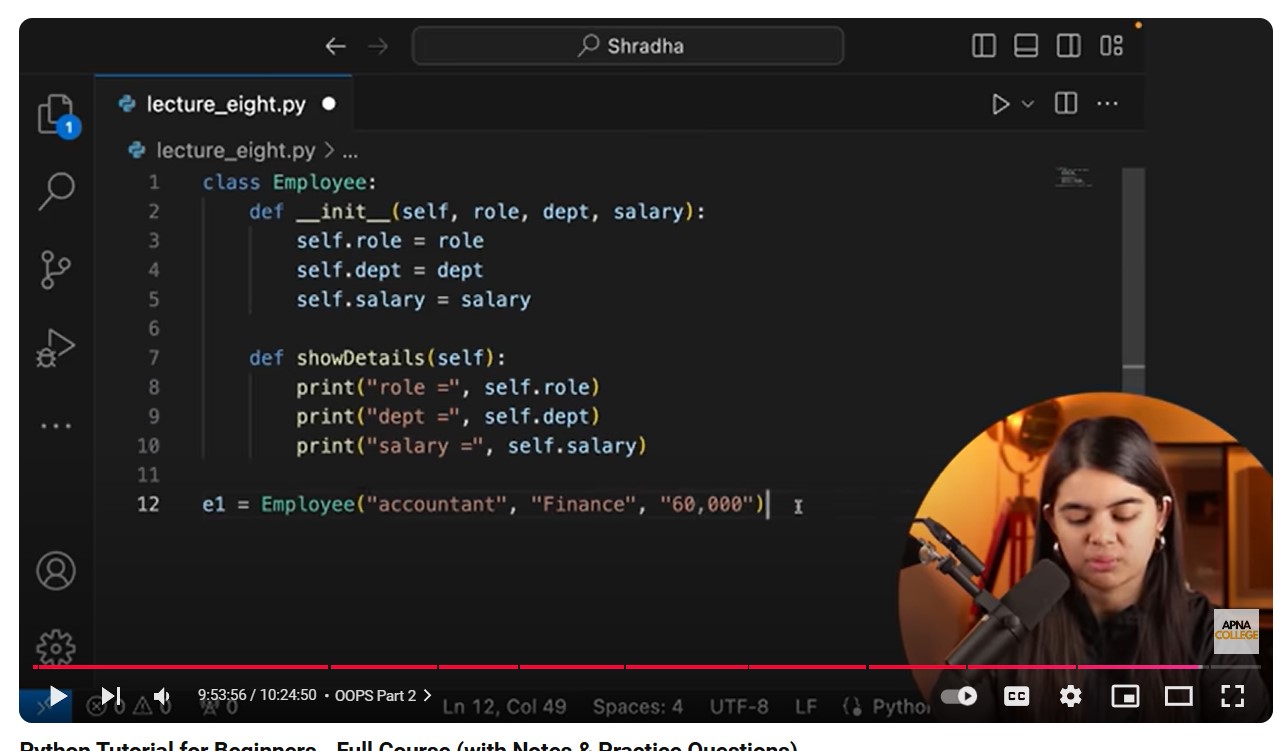 Shradha
lecture_eight.py
1
lecture_eight.py > ...
1 class Employee:
2 def __init__(self, role, dept, salary):
3 self.role = role
4 self.dept = dept
5 self.salary = salary
6
7 def showDetails(self):
8 print("role =", self.role)
9 print("dept =", self.dept)
10 print("salary =", self.salary)
11
12 e1 = Employee("accountant", "Finance", "60,000")
APNA
COLLEGE
9:53:56 / 10:24:50 • OOPS Part 2 >
CC
0 0 0 Ln 12, Col 49 Spaces: 4 UTF-8 LF {} Python
Python Tutorial for Beginners - Full Course (with Notes & Practice Questions)